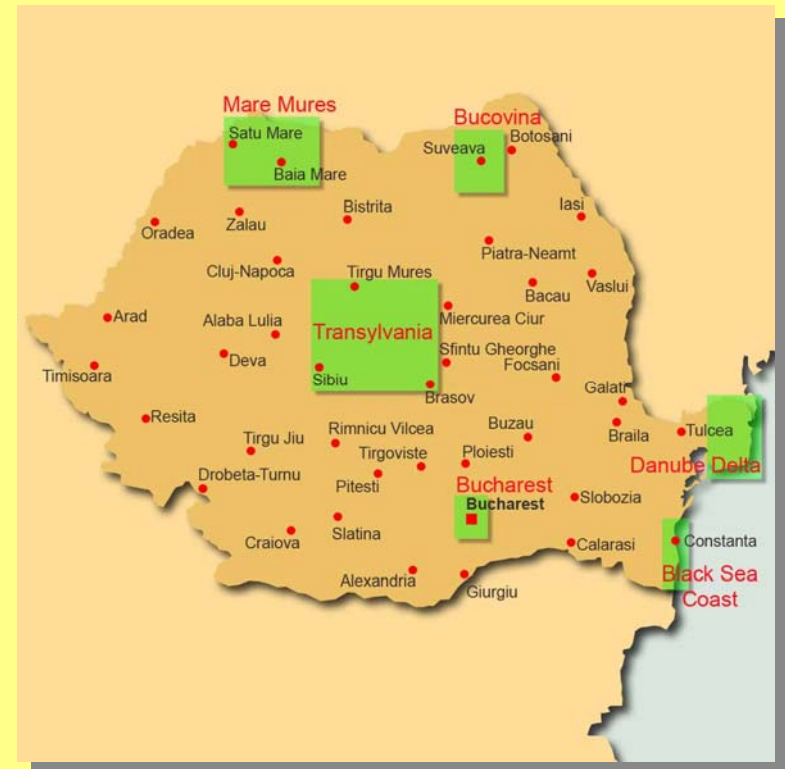 Mare Mures
Satu Mare
Baia Mare
Bucovina
Botosani
Suveava
Oradea
Zalau
Bistrita
Iasi
Piatra-Neamt
Cluj-Napoca
Tirgu Mures
Bacau
Vaslui
Arad
Alaba Lulia
Transylvania
Miercurea Ciur
Sfintu Gheorghe
Timisoara
Deva
Sibiu
Focsani
Brasov
Galati
Resita
Tirgu Jiu
Rimnicu Vilcea
Buzau
Braila
Tulcea
Tirgoviste
Ploiesti
Danube Delta
Drobeta-Turnu
Pitesti
Bucharest
Bucharest
Slobozia
Craiova
Slatina
Calarasi
Constanta
Alexandria
Giurgiu
Black Sea
Coast